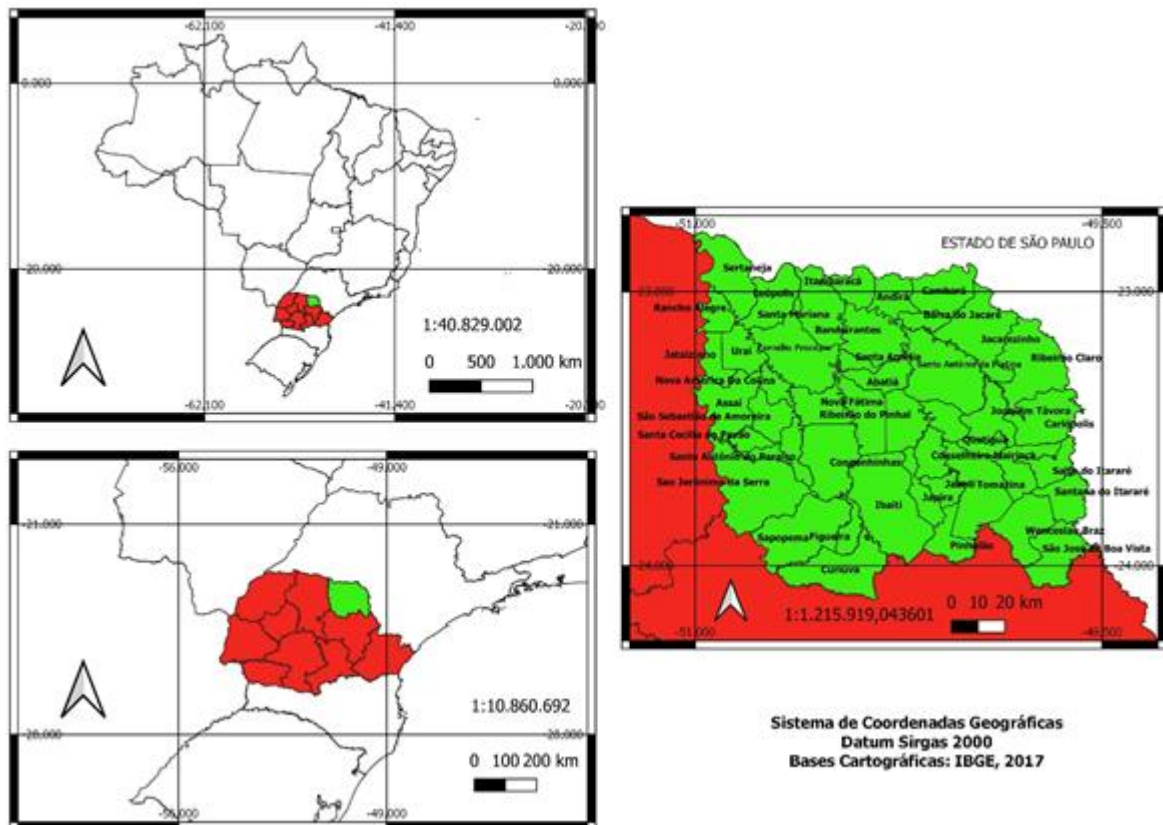 -62.100 -41.400 -20.700
0.000 0.000
-20.000 -20.000
1:40.829.002
0 500 1.000 km
-62.100 -41.400
-56.000 -49.000
-21.000 -21.000
1:10.860.692
0 100 200 km
-28.000 -28.000
-56.000 -49.000
-51.000
ESTADO DE SÃO PAULO
Sertaneja
-23.000 -23.000
Itambaracá
Leópolis
Andirá
Cambará
Rancho Alegre
Santa Mariana
Barra do Jacaré
Bandeirantes
Jacarezinho
Jataizinho
Uraí
Cornélio Procópio
Santa Amélia
Santo Antônio da Platina
Ribeirão Claro
Nova América Da Colina
Abatiá
Assaí
Nova Fátima
São Sebastião da Amoreira
Ribeirão do Pinhal
Joaquim Távora
Carlópolis
Santa Cecília do Pavão
Quatiguá
Santo Antônio do Paraíso
Congonhinhas
Conselheiro Mairinck
Salto do Itararé
Sao Jerônimo da Serra
Jaboti
Tomazina
Santana do Itararé
Ibaiti
Japira
Sapopema
Figueira
Wenceslau Braz
Pinhalão
São José da Boa Vista
-24.000 -24.000
Curiúva
1:1.215.919,043601
0 10 20 km
-51.000
Sistema de Coordenadas Geográficas
Datum Sirgas 2000
Bases Cartográficas: IBGE, 2017